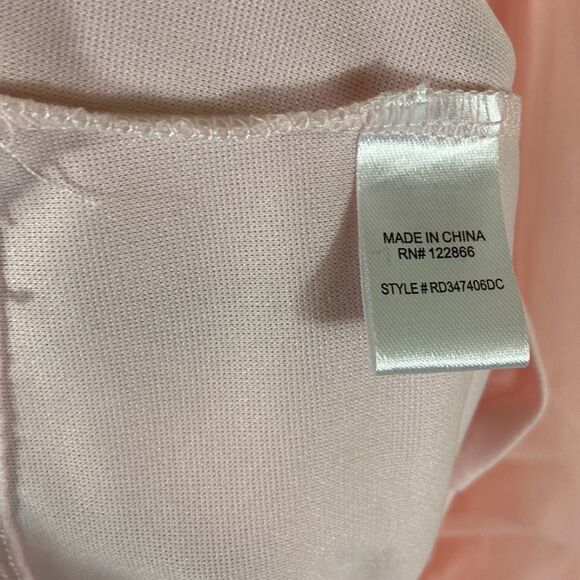 MADE IN CHINA
RN# 122866
STYLE # RD347406DC